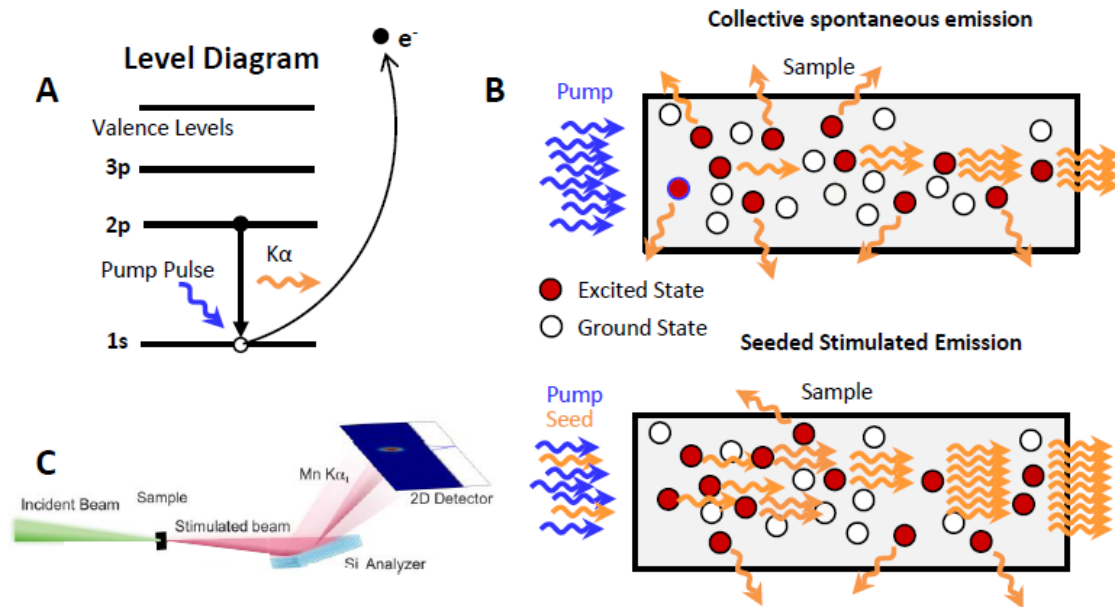 Level Diagram
A
e-
Valence Levels
3p
2p
Kα
Pump Pulse
1s
Collective spontaneous emission
B
Sample
Pump
Excited State
Ground State
Seeded Stimulated Emission
Sample
Pump
Seed
C
Incident Beam
Sample
Stimulated beam
Mn Kα1
2D Detector
Si Analyzer